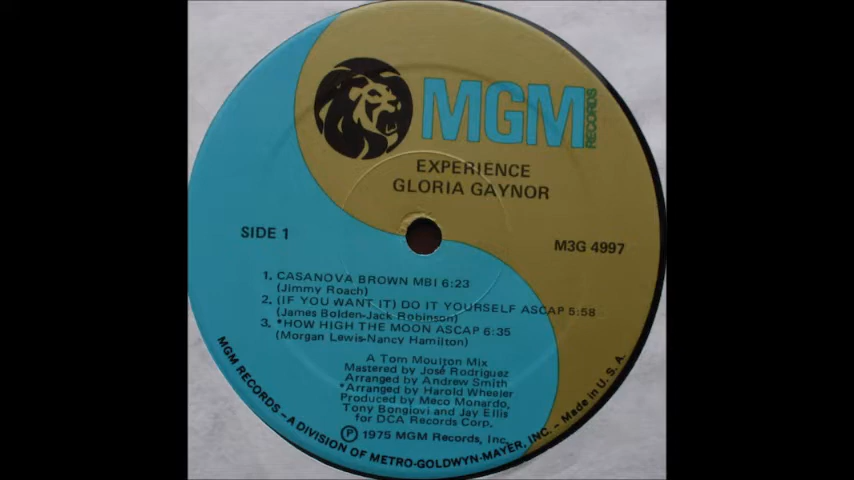 MGM
RECORDS
EXPERIENCE
GLORIA GAYNOR
SIDE 1
M3G 4997
1. CASANOVA BROWN MBI 6:23
(Jimmy Roach)
2. (IF YOU WANT IT) DO IT YOURSELF ASCAP 5:58
(James Bolden-Jack Robinson)
3. *HOW HIGH THE MOON ASCAP 6:35
(Morgan Lewis-Nancy Hamilton)
A Tom Moulton Mix
Mastered by José Rodriguez
Arranged by Andrew Smith
*Arranged by Harold Wheeler
Produced by Meco Monardo,
Tony Bongiovi and Jay Ellis
for DCA Records Corp.
Ⓟ 1975 MGM Records, Inc.
MGM RECORDS – A DIVISION OF METRO-GOLDWYN-MAYER, INC. – Made in U. S. A.